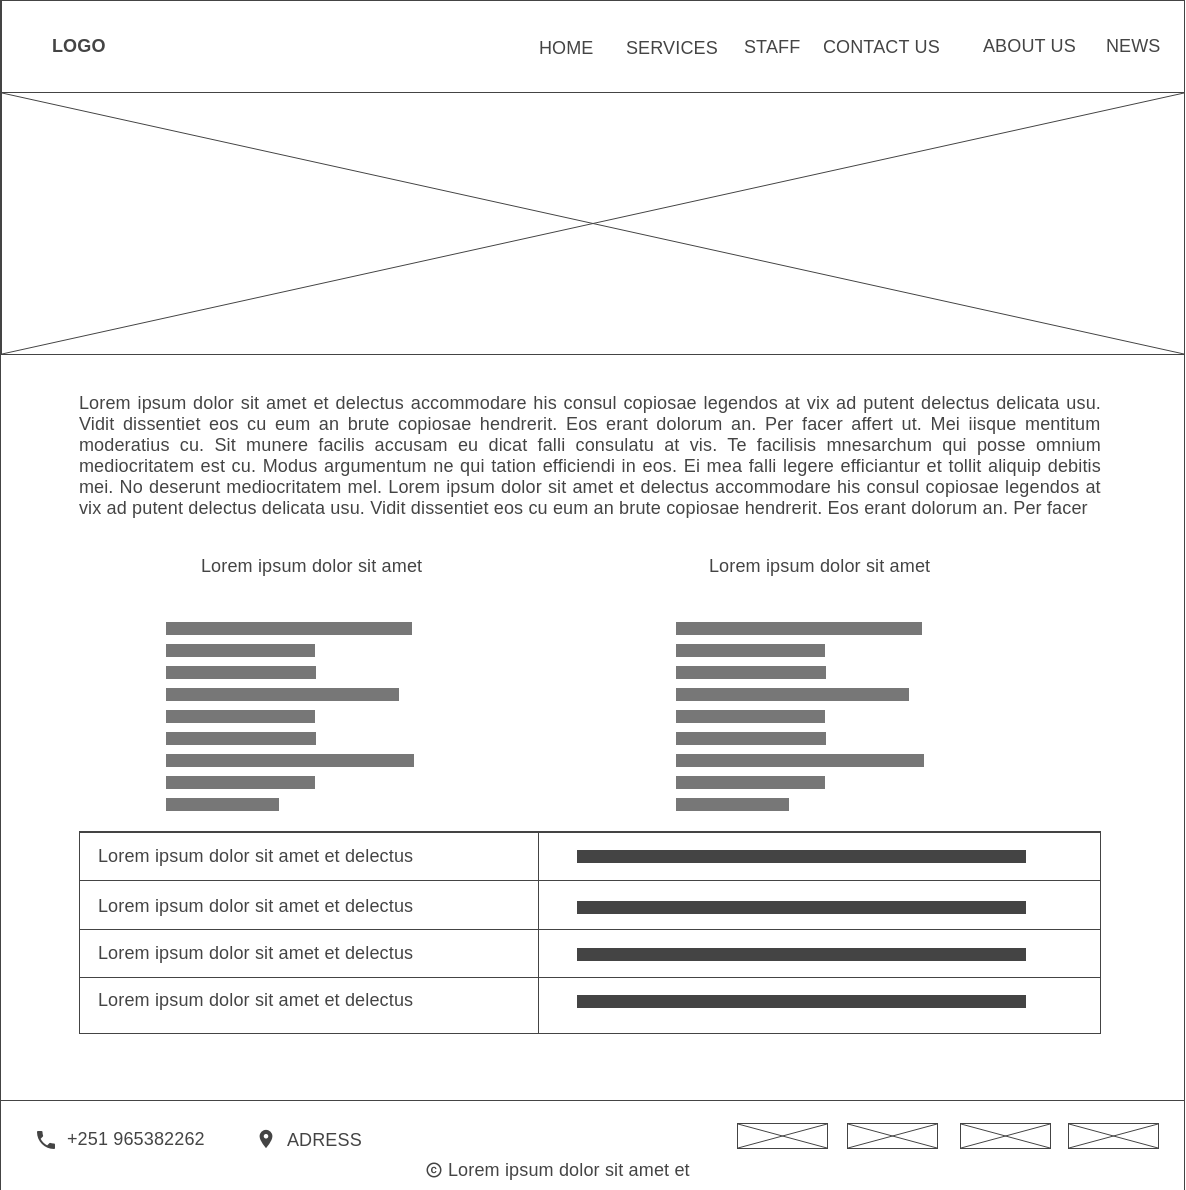 LOGO
HOME SERVICES STAFF CONTACT US ABOUT US NEWS
Lorem ipsum dolor sit amet et delectus accommodare his consul copiosae legendos at vix ad putent delectus delicata usu.
Vidit dissentiet eos cu eum an brute copiosae hendrerit. Eos erant dolorum an. Per facer affert ut. Mei iisque mentitum
moderatius cu. Sit munere facilis accusam eu dicat falli consulatu at vis. Te facilisis mnesarchum qui posse omnium
mediocritatem est cu. Modus argumentum ne qui tation efficiendi in eos. Ei mea falli legere efficiantur et tollit aliquip debitis
mei. No deserunt mediocritatem mel. Lorem ipsum dolor sit amet et delectus accommodare his consul copiosae legendos at
vix ad putent delectus delicata usu. Vidit dissentiet eos cu eum an brute copiosae hendrerit. Eos erant dolorum an. Per facer
Lorem ipsum dolor sit amet
Lorem ipsum dolor sit amet
Lorem ipsum dolor sit amet et delectus
Lorem ipsum dolor sit amet et delectus
Lorem ipsum dolor sit amet et delectus
Lorem ipsum dolor sit amet et delectus
+251 965382262
ADRESS
© Lorem ipsum dolor sit amet et